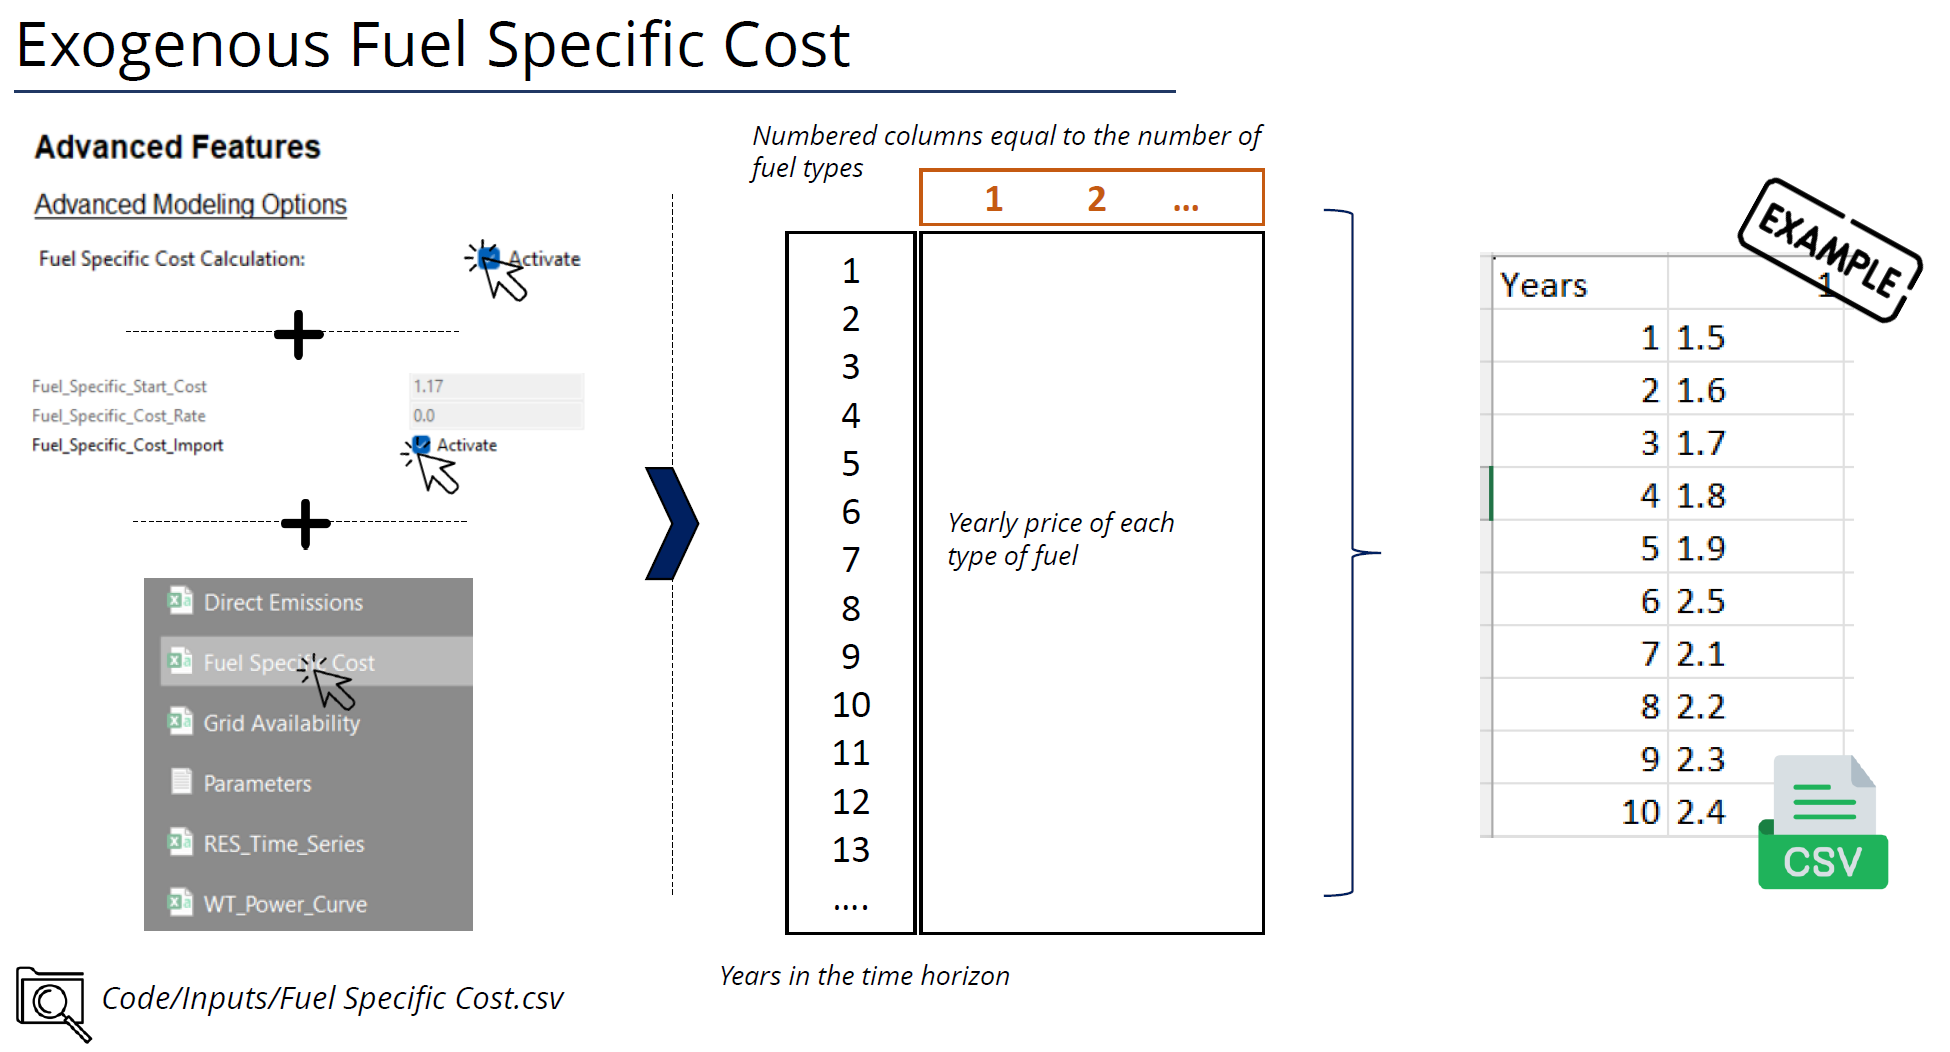 Exogenous Fuel Specific Cost
Advanced Features
Advanced Modeling Options
Fuel Specific Cost Calculation: Activate
Fuel_Specific_Start_Cost 1.17
Fuel_Specific_Cost_Rate 0.0
Fuel_Specific_Cost_Import Activate
Direct Emissions
Fuel Specific Cost
Grid Availability
Parameters
RES_Time_Series
WT_Power_Curve
Code/Inputs/Fuel Specific Cost.csv
Numbered columns equal to the number of
fuel types
1 2 ...
1
2
3
4
5
6
7
8
9
10
11
12
13
....
Yearly price of each
type of fuel
Years in the time horizon
EXAMPLE
Years 1
1 1.5
2 1.6
3 1.7
4 1.8
5 1.9
6 2.5
7 2.1
8 2.2
9 2.3
10 2.4
CSV